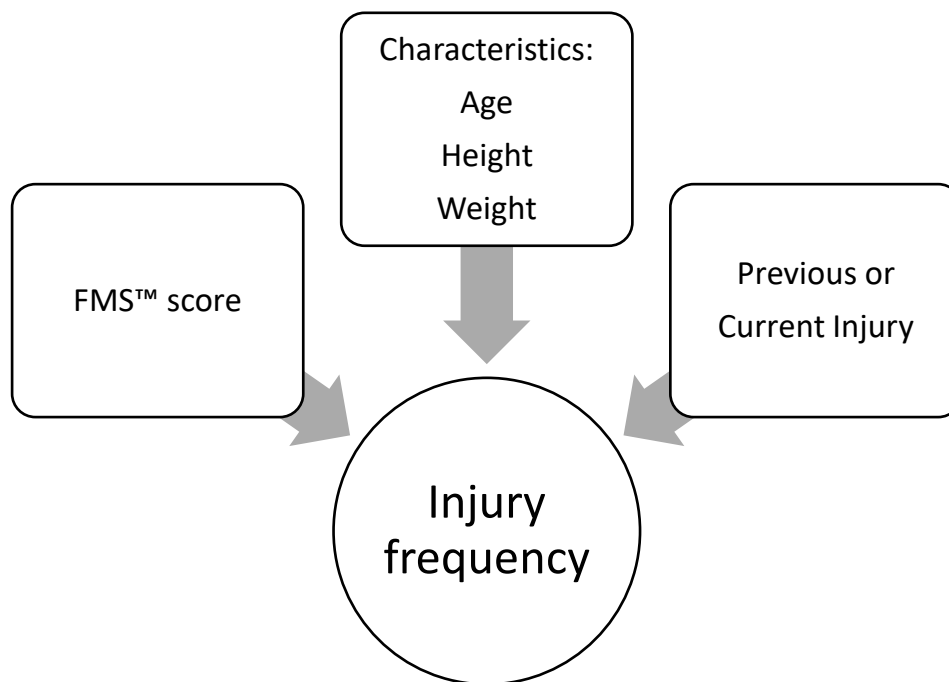 Characteristics:
Age
Height
Weight
FMS™ score
Previous or
Current Injury
Injury
frequency